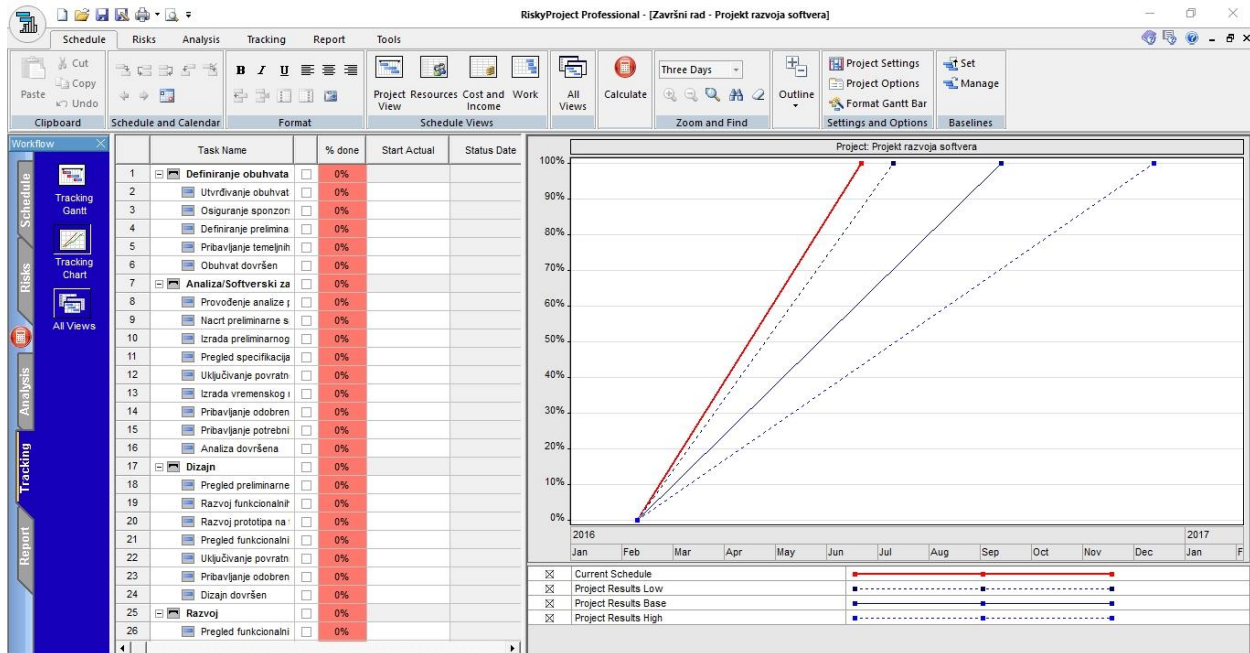 RiskyProject Professional - [Završni rad - Projekt razvoja softvera]
Schedule Risks Analysis Tracking Report Tools
Paste
Cut
Copy
Undo
Clipboard
Schedule and Calendar
B I U
Format
Project View
Resources
Cost and Income
Work
Schedule Views
All Views
Calculate
Three Days
Zoom and Find
Outline
Project Settings
Project Options
Format Gantt Bar
Settings and Options
Set
Manage
Baselines
Workflow
Schedule
Risks
Analysis
Tracking
Report
Tracking Gantt
Tracking Chart
All Views
Task Name % done Start Actual Status Date
1 Definiranje obuhvata 0%
2 Utvrđivanje obuhvat 0%
3 Osiguranje sponzor 0%
4 Definiranje prelimina 0%
5 Pribavljanje temeljnih 0%
6 Obuhvat dovršen 0%
7 Analiza/Softverski za 0%
8 Provođenje analize 0%
9 Nacrt preliminarne s 0%
10 Izrada preliminarnog 0%
11 Pregled specifikacija 0%
12 Uključivanje povratn 0%
13 Izrada vremenskog 0%
14 Pribavljanje odobren 0%
15 Pribavljanje potrebni 0%
16 Analiza dovršena 0%
17 Dizajn 0%
18 Pregled preliminarne 0%
19 Razvoj funkcionalnih 0%
20 Razvoj prototipa na 0%
21 Pregled funkcionalni 0%
22 Uključivanje povratn 0%
23 Pribavljanje odobren 0%
24 Dizajn dovršen 0%
25 Razvoj 0%
26 Pregled funkcionalni 0%
Project: Projekt razvoja softvera
100%
90%
80%
70%
60%
50%
40%
30%
20%
10%
0%
2016 2017
Jan Feb Mar Apr May Jun Jul Aug Sep Oct Nov Dec Jan F
Current Schedule
Project Results Low
Project Results Base
Project Results High